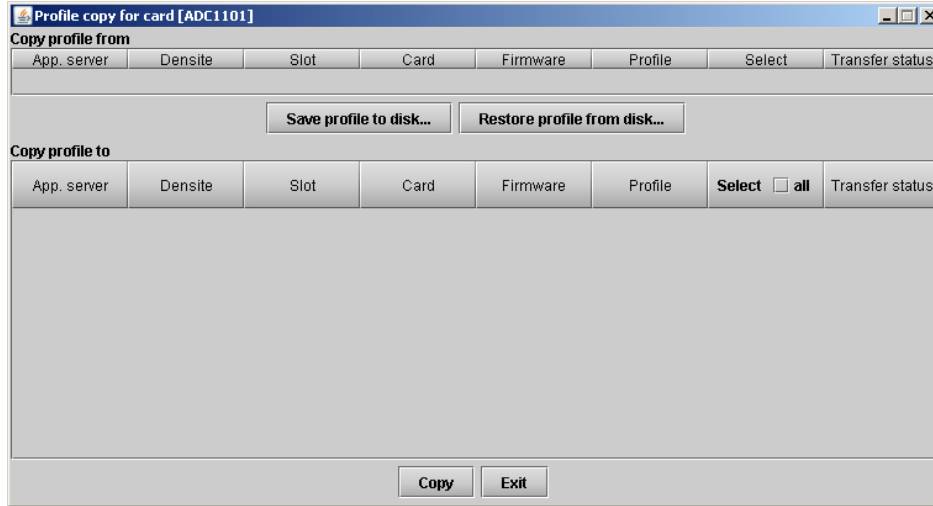 Profile copy for card [ADC1101]
Copy profile from
App. server Densite Slot Card Firmware Profile Select Transfer status
Save profile to disk... Restore profile from disk...
Copy profile to
App. server Densite Slot Card Firmware Profile Select all Transfer status
Copy Exit